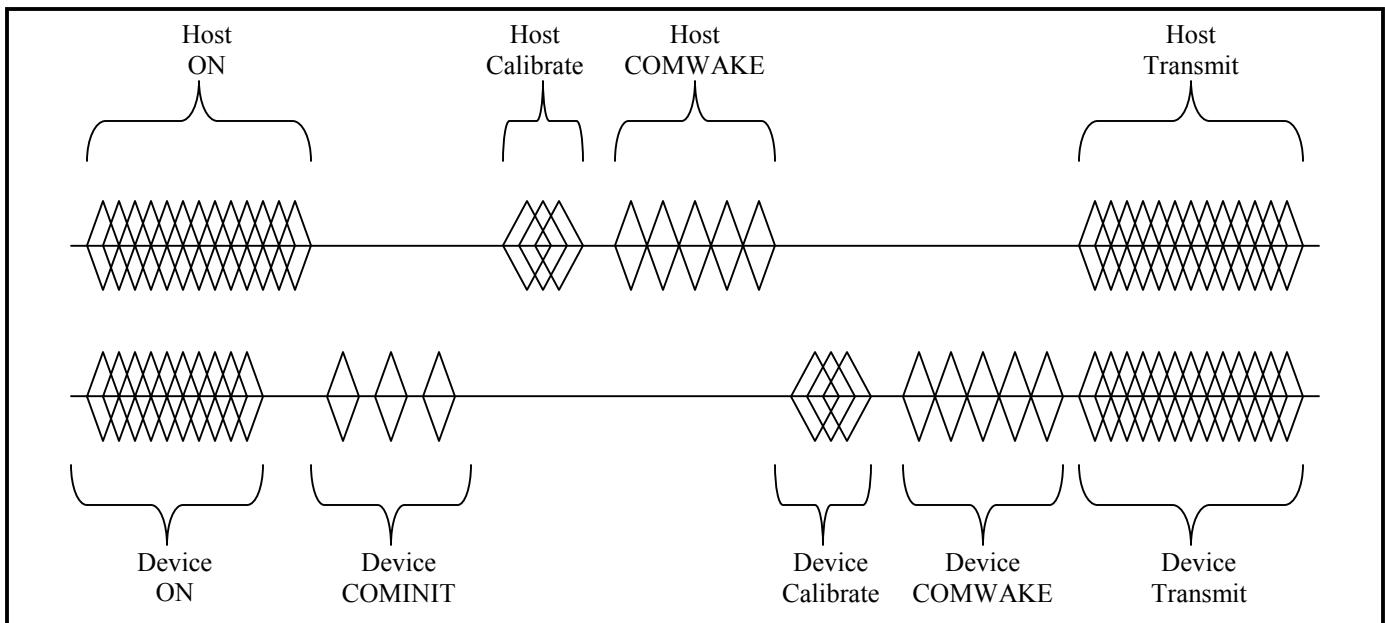 Host
ON
Host
Calibrate
Host
COMWAKE
Host
Transmit
Device
ON
Device
COMINIT
Device
Calibrate
Device
COMWAKE
Device
Transmit